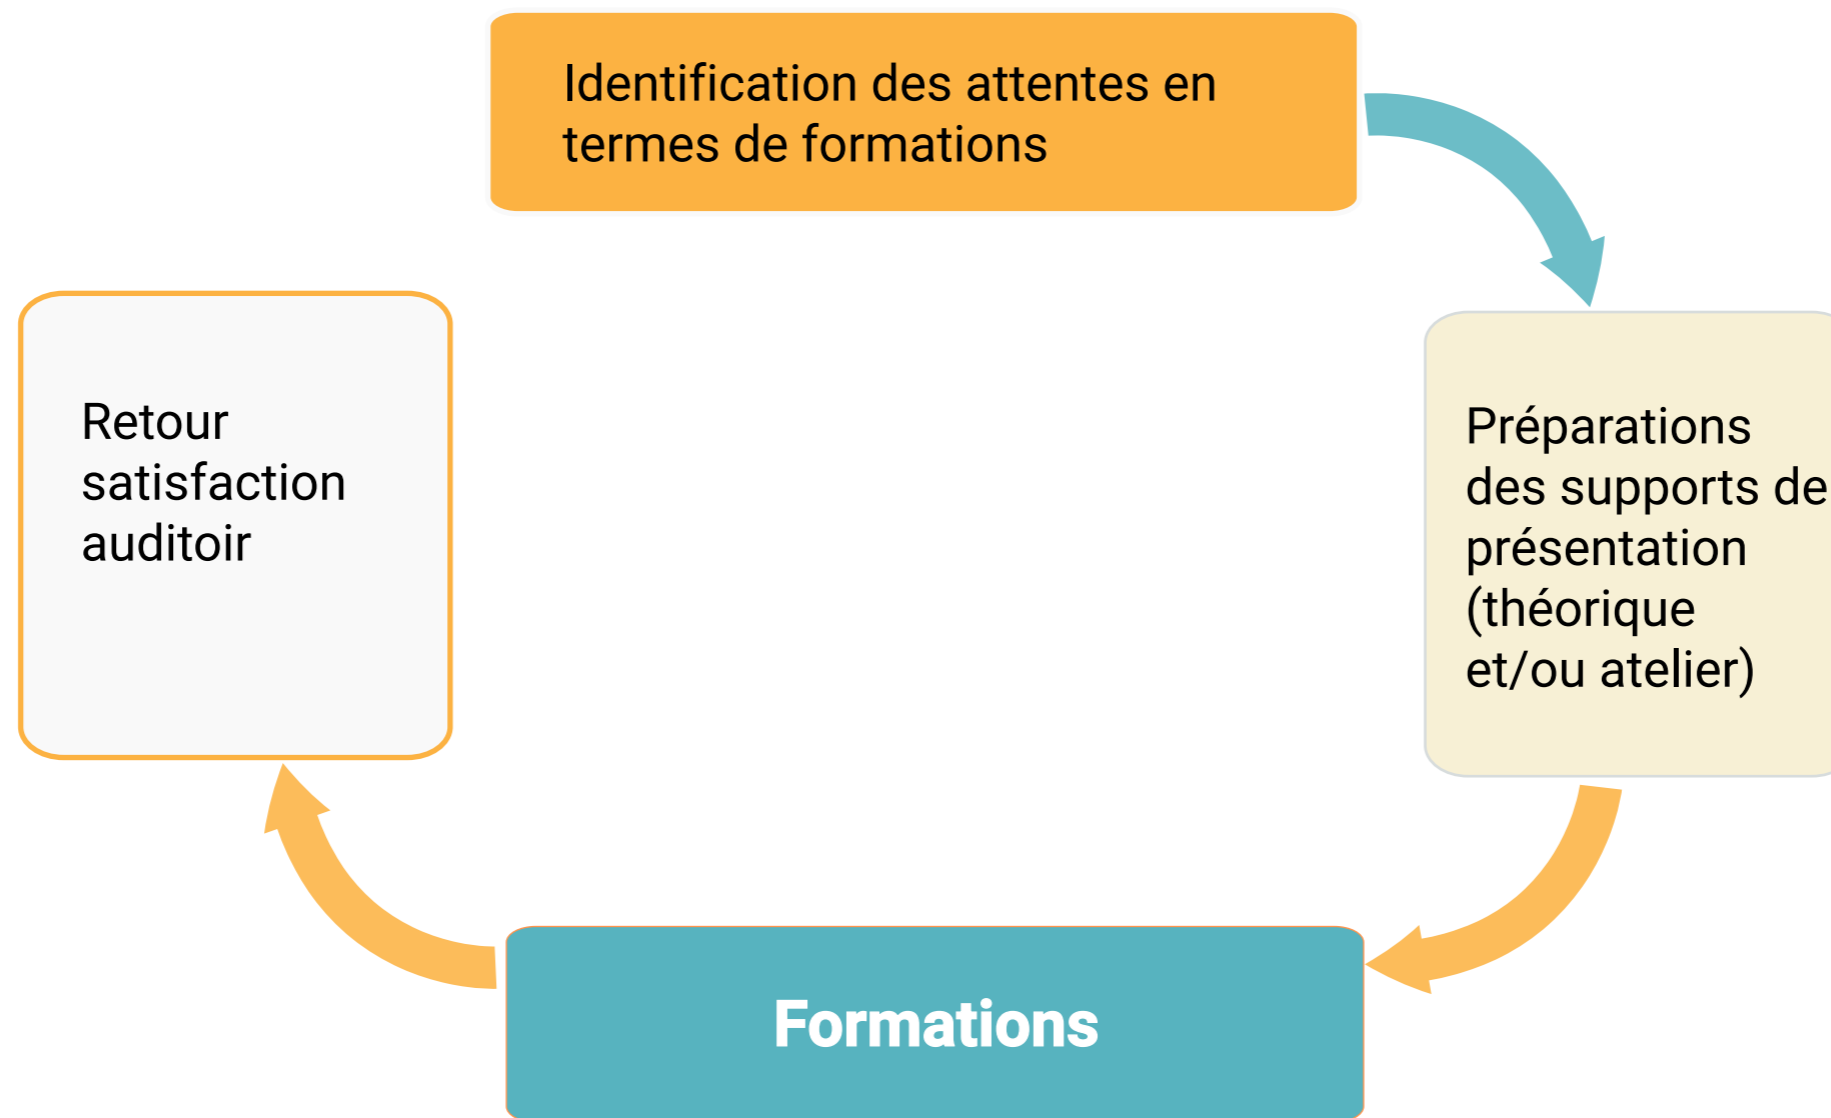 Identification des attentes en
termes de formations
Retour
satisfaction
auditoir
Préparations
des supports de
présentation
(théorique
et/ou atelier)
Formations